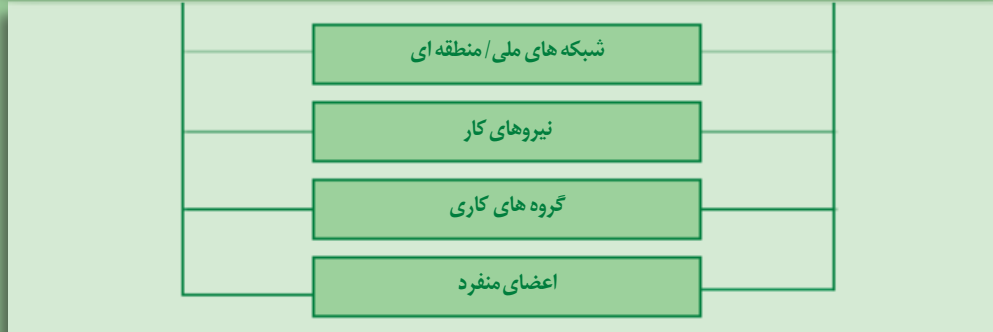 شبکه های ملی/ منطقه ای
نیروهای کار
گروه های کاری
اعضای منفرد